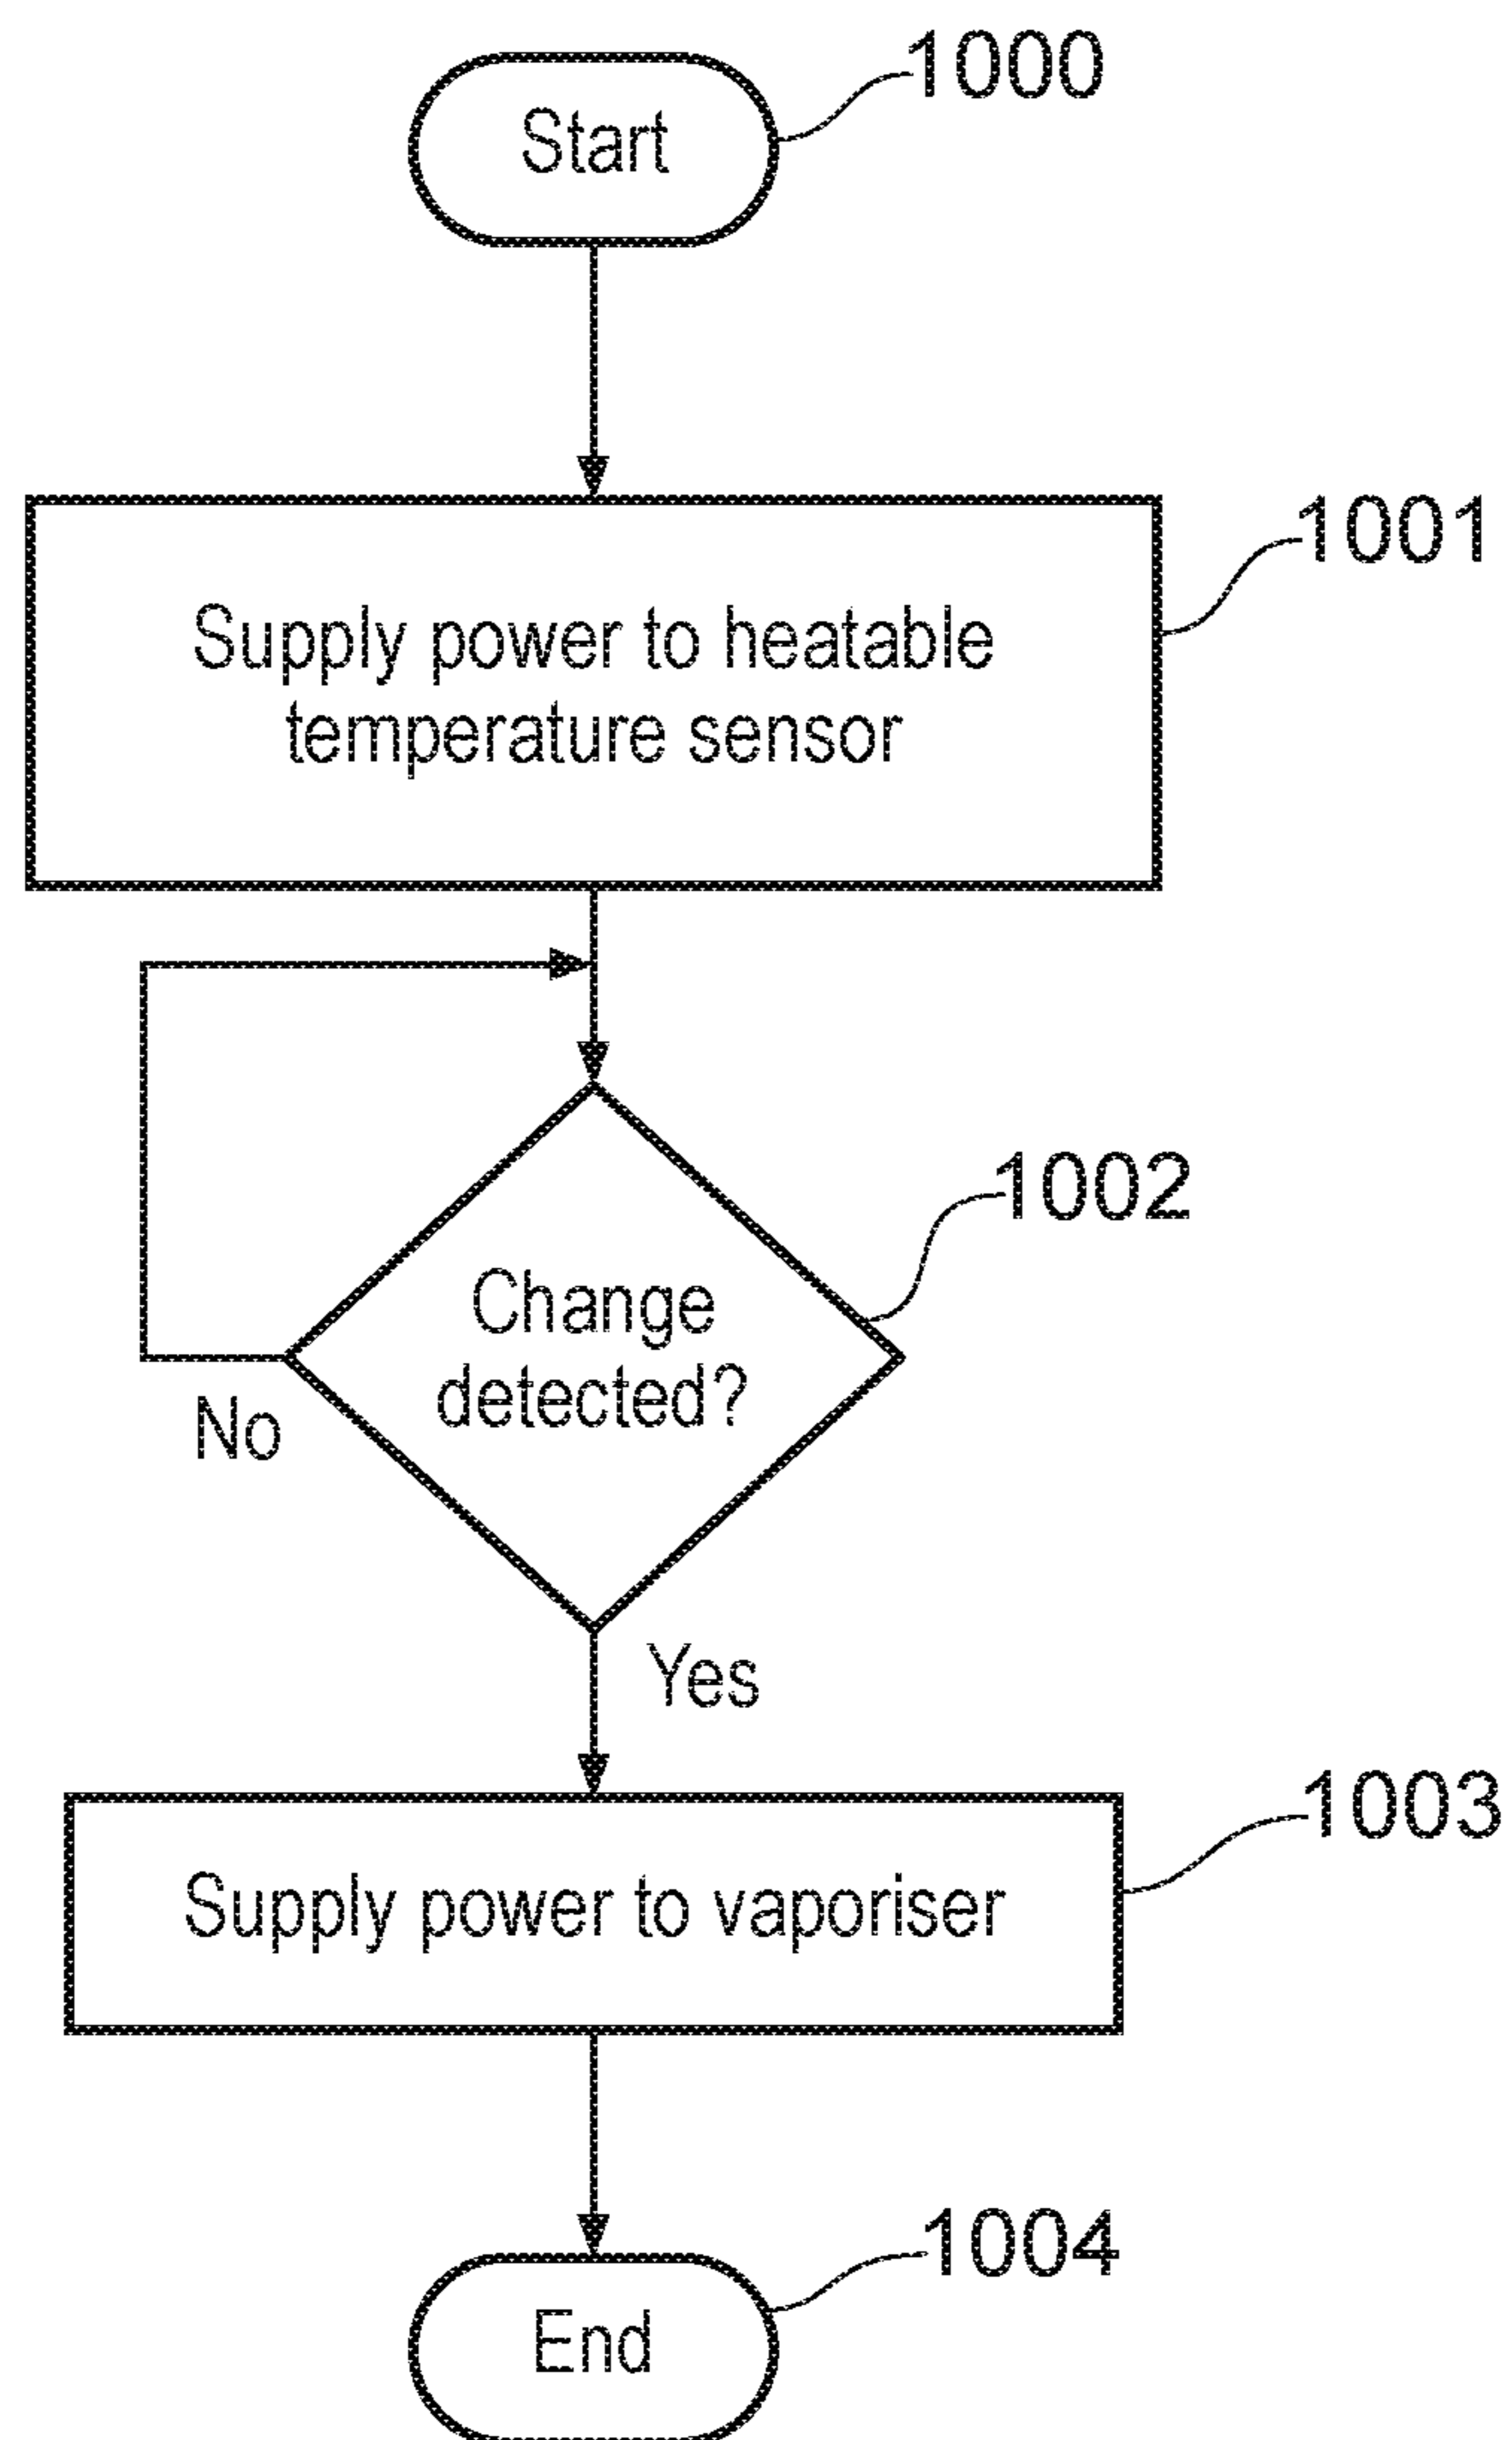 1000
Start
1001
Supply power to heatable
temperature sensor
1002
Change
detected?
No
Yes
1003
Supply power to vaporiser
1004
End